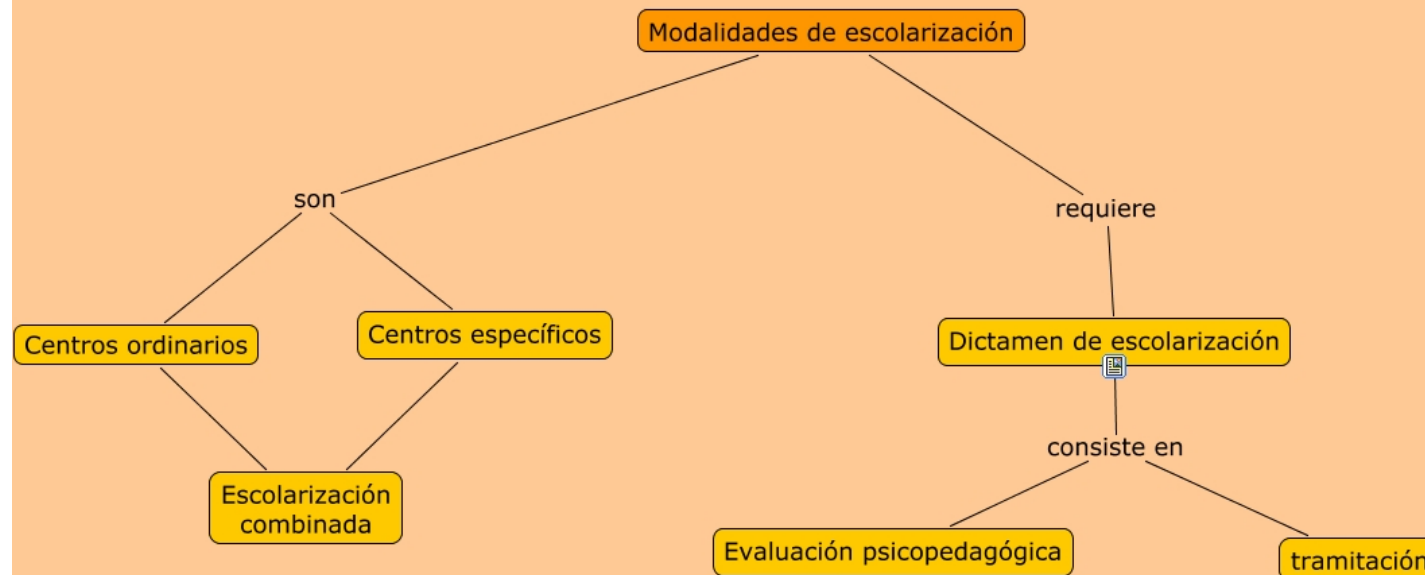 Modalidades de escolarización
son
requiere
Centros ordinarios
Centros específicos
Dictamen de escolarización
consiste en
Escolarización
combinada
Evaluación psicopedagógica
tramitación